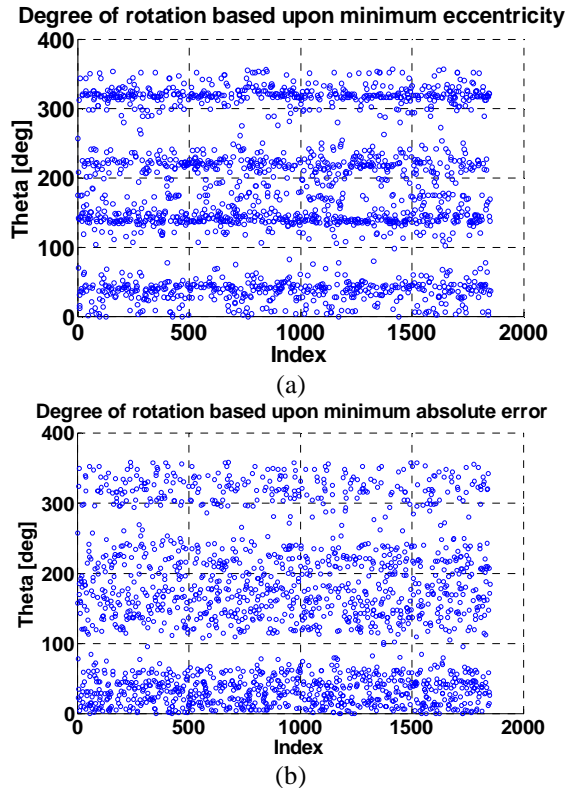 Degree of rotation based upon minimum eccentricity
400
300
200
100
0
Theta [deg]
0 500 1000 1500 2000
Index
(a)
Degree of rotation based upon minimum absolute error
400
300
200
100
0
Theta [deg]
0 500 1000 1500 2000
Index
(b)